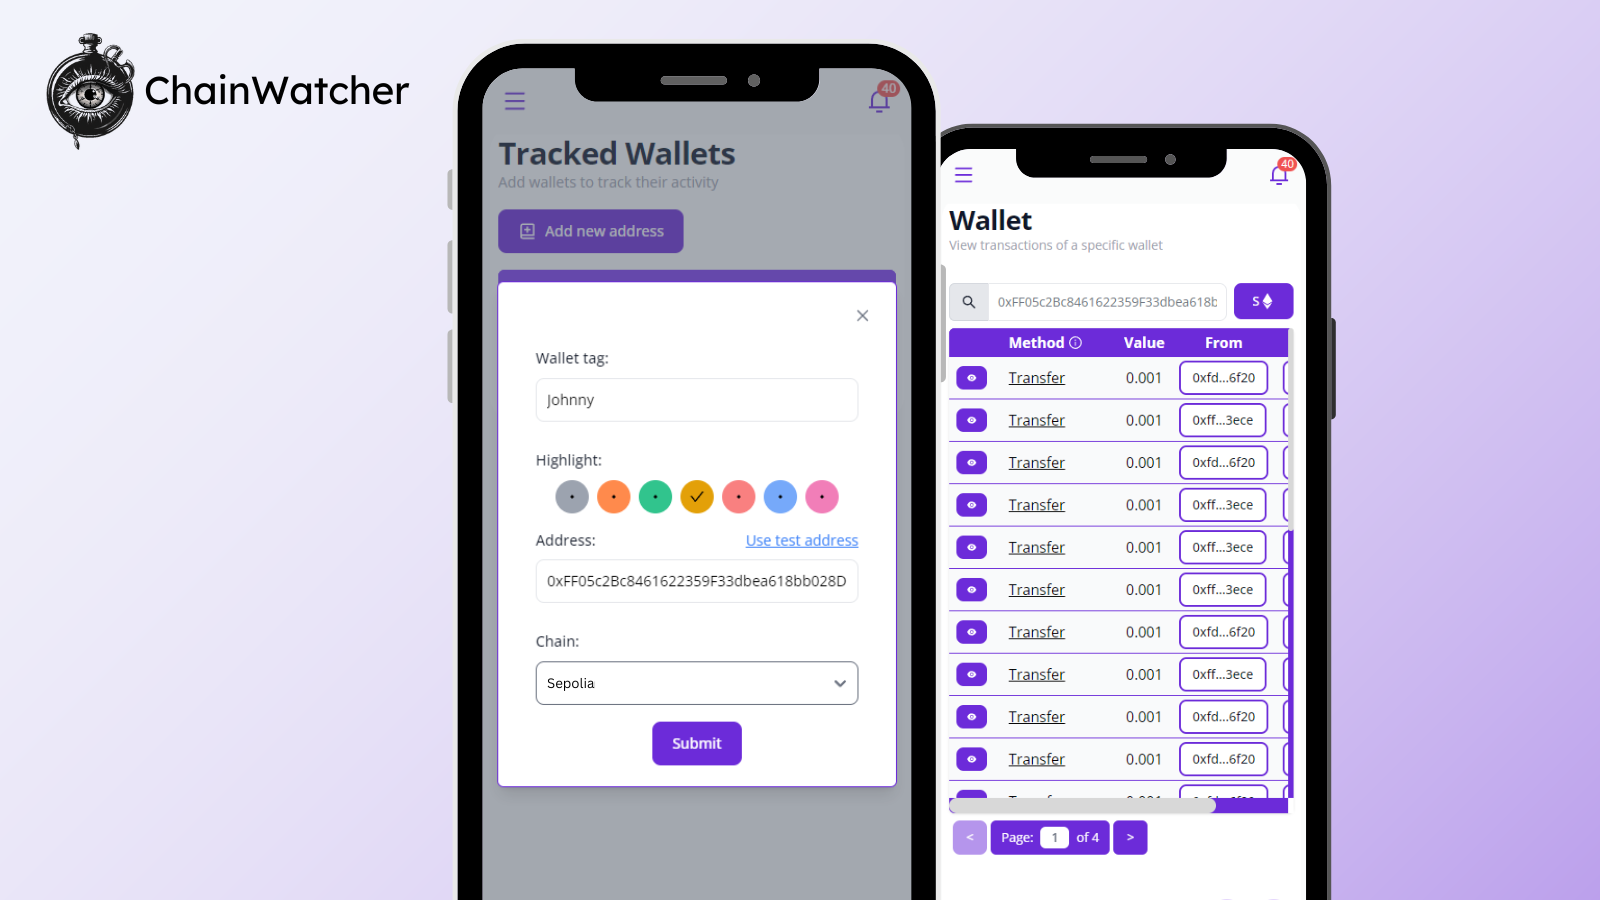 ChainWatcher
40
Tracked Wallets
Add wallets to track their activity
Add new address
Wallet tag:
Johnny
Highlight:
Address: Use test address
0xFF05c2Bc8461622359F33dbea618bb028D
Chain:
Sepolia
Submit
40
Wallet
View transactions of a specific wallet
0xFF05c2Bc8461622359F33dbea618b
S
Method Value From
Transfer 0.001 0xfd...6f20
Transfer 0.001 0xff...3ece
Transfer 0.001 0xfd...6f20
Transfer 0.001 0xff...3ece
Transfer 0.001 0xff...3ece
Transfer 0.001 0xff...3ece
Transfer 0.001 0xfd...6f20
Transfer 0.001 0xff...3ece
Transfer 0.001 0xfd...6f20
Transfer 0.001 0xfd...6f20
< Page: 1 of 4 >